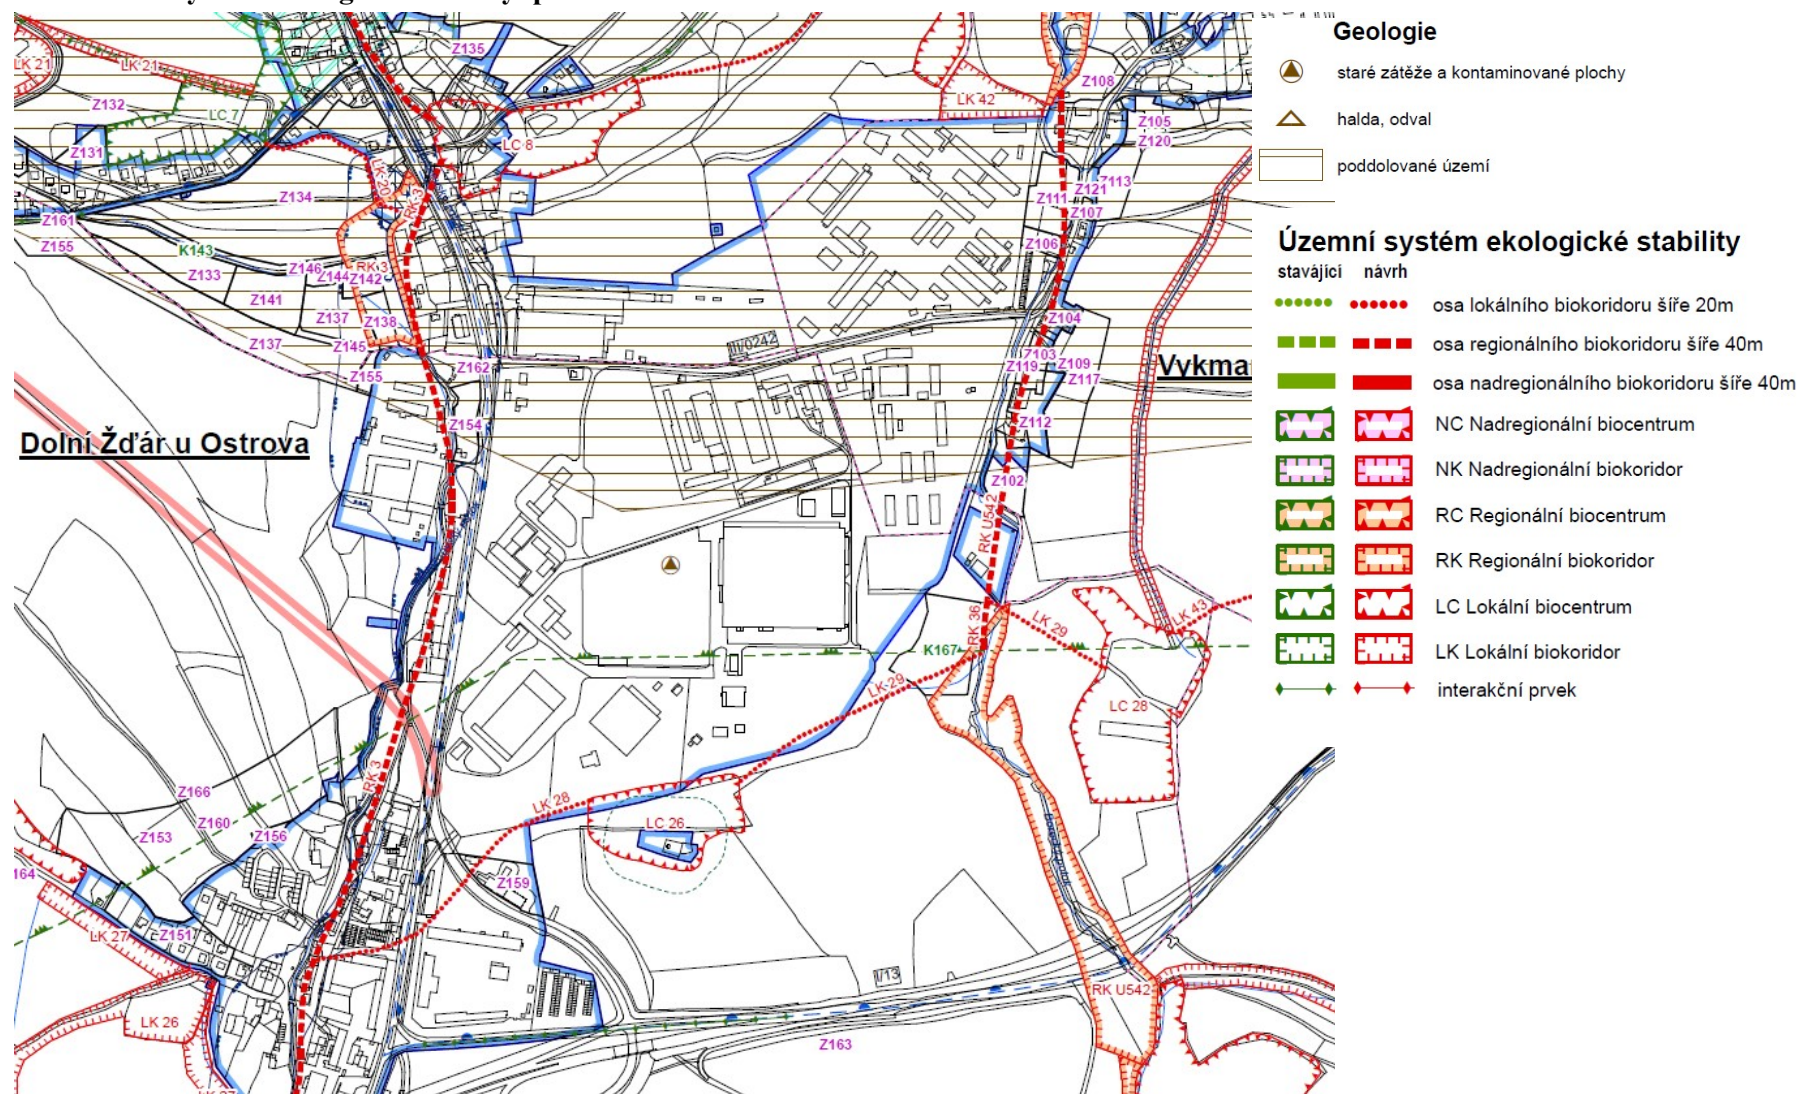 Z135
LK 21
LK 21
Z132
LC 7
Z131
LC 8
LK 42
Z108
Z105
Z120
LK 20
Z134
RK 3
Z113
Z121
Z111
Z107
Z161
Z155
K143
Z106
Z133
Z146
Z144
Z142
RK 3
Z141
Z137
Z138
Z104
Z137
Z145
III/0242
Z103
Z109
Z119
Z117
Vykma
Z155
Z162
Z154
Z112
Dolní Žďár u Ostrova
Z102
RK U542
RK 36
LK 29
LK 43
K167
LK 29
LC 28
RK 3
Z166
LK 28
LC 26
Z153
Z160
Z156
164
Z159
LK 27
Z151
I/13
RK U542
LK 26
Z163
Geologie
staré zátěže a kontaminované plochy
halda, odval
poddolované území
Územní systém ekologické stability
stavájící návrh
osa lokálního biokoridoru šíře 20m
osa regionálního biokoridoru šíře 40m
osa nadregionálního biokoridoru šíře 40m
NC Nadregionální biocentrum
NK Nadregionální biokoridor
RC Regionální biocentrum
RK Regionální biokoridor
LC Lokální biocentrum
LK Lokální biokoridor
interakční prvek